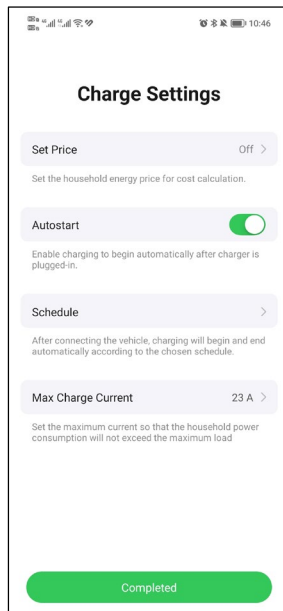 10:46
Charge Settings
Set Price Off
Set the household energy price for cost calculation.
Autostart
Enable charging to begin automatically after charger is
plugged-in.
Schedule
After connecting the vehicle, charging will begin and end
automatically according to the chosen schedule.
Max Charge Current 23 A
Set the maximum current so that the household power
consumption will not exceed the maximum load
Completed